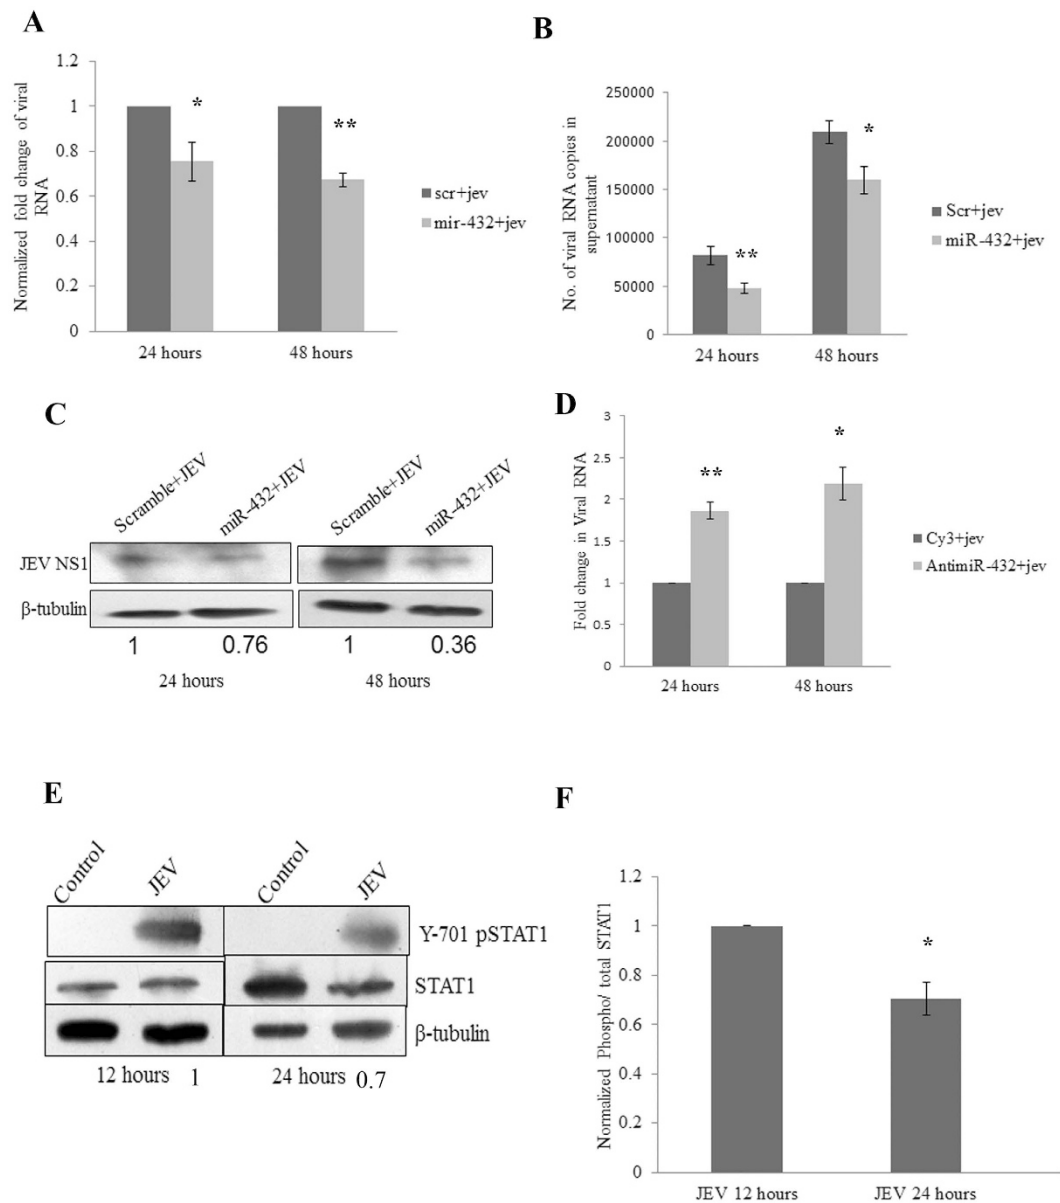 A
Normalized fold change of viral
RNA
1.2
1
0.8
0.6
0.4
0.2
0
*
**
24 hours
48 hours
scr+jev
mir-432+jev
B
No. of viral RNA copies in
supernatant
250000
200000
150000
100000
50000
0
**
*
24 hours
48 hours
Scr+jev
miR-432+jev
C
Scramble+JEV
miR-432+JEV
Scramble+JEV
miR-432+JEV
JEV NS1
β-tubulin
1 0.76 1 0.36
24 hours 48 hours
D
Fold change in Viral RNA
3
2.5
2
1.5
1
0.5
0
**
*
24 hours
48 hours
Cy3+jev
AntimiR-432+jev
E
Control
JEV
Control
JEV
Y-701 pSTAT1
STAT1
β-tubulin
12 hours 1 24 hours 0.7
F
Normalized Phospho/ total STAT1
1.2
1
0.8
0.6
0.4
0.2
0
*
JEV 12 hours
JEV 24 hours